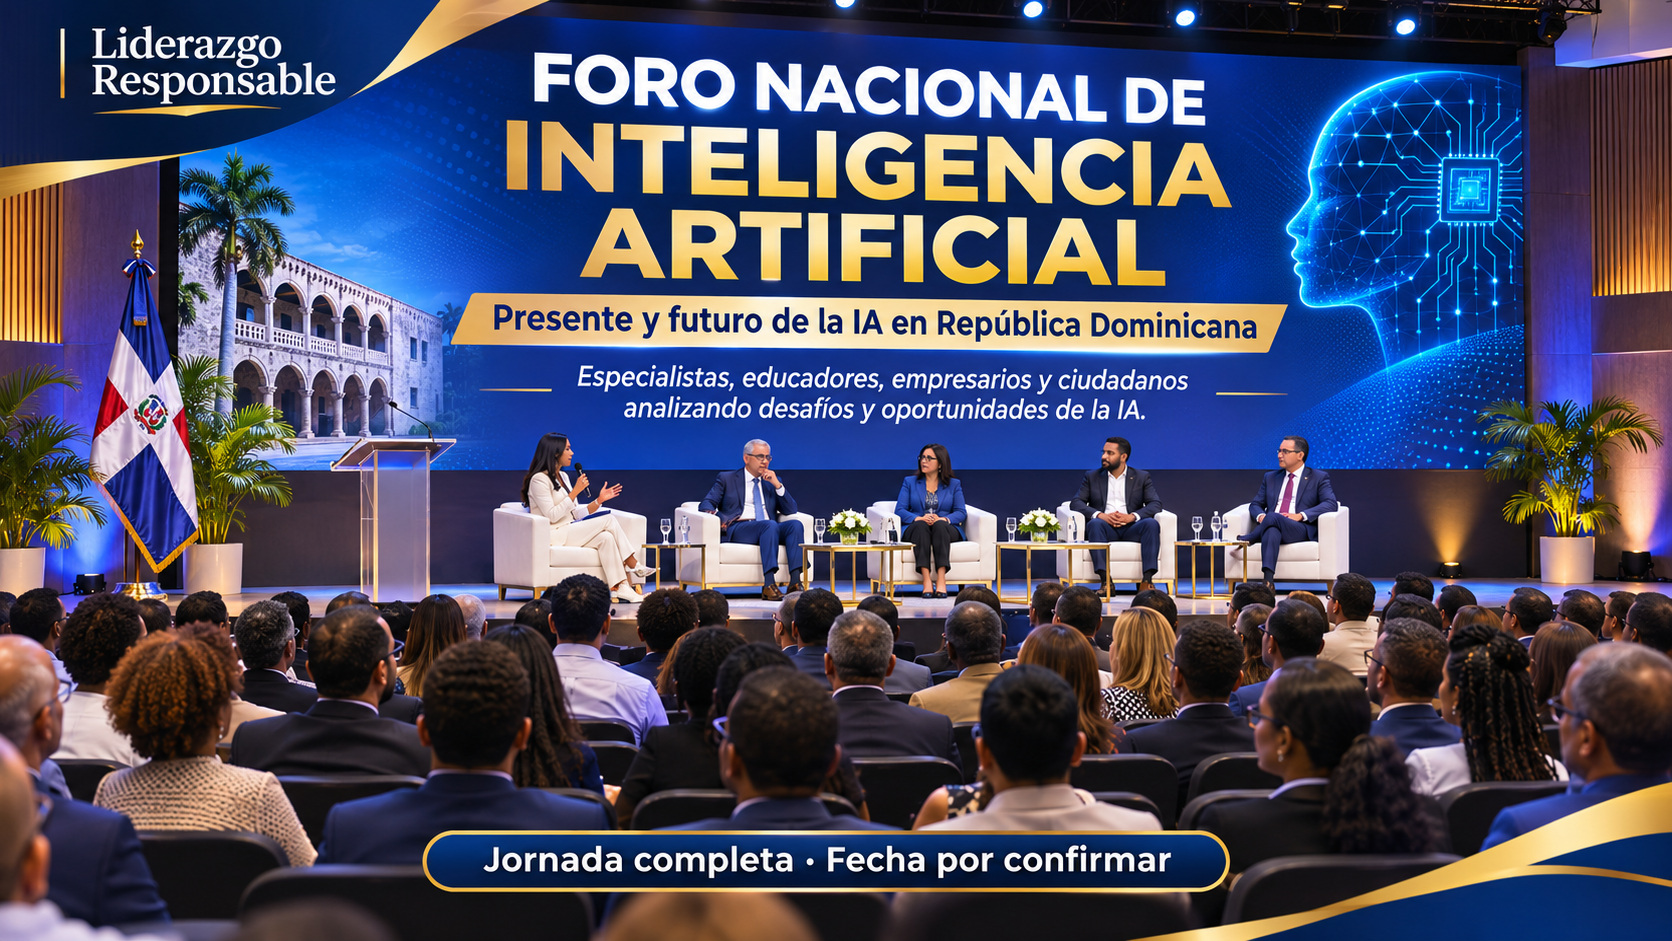 Liderazgo
Responsable
FORO NACIONAL DE
INTELIGENCIA
ARTIFICIAL
Presente y futuro de la IA en República Dominicana
Especialistas, educadores, empresarios y ciudadanos
analizando desafíos y oportunidades de la IA.
Jornada completa · Fecha por confirmar